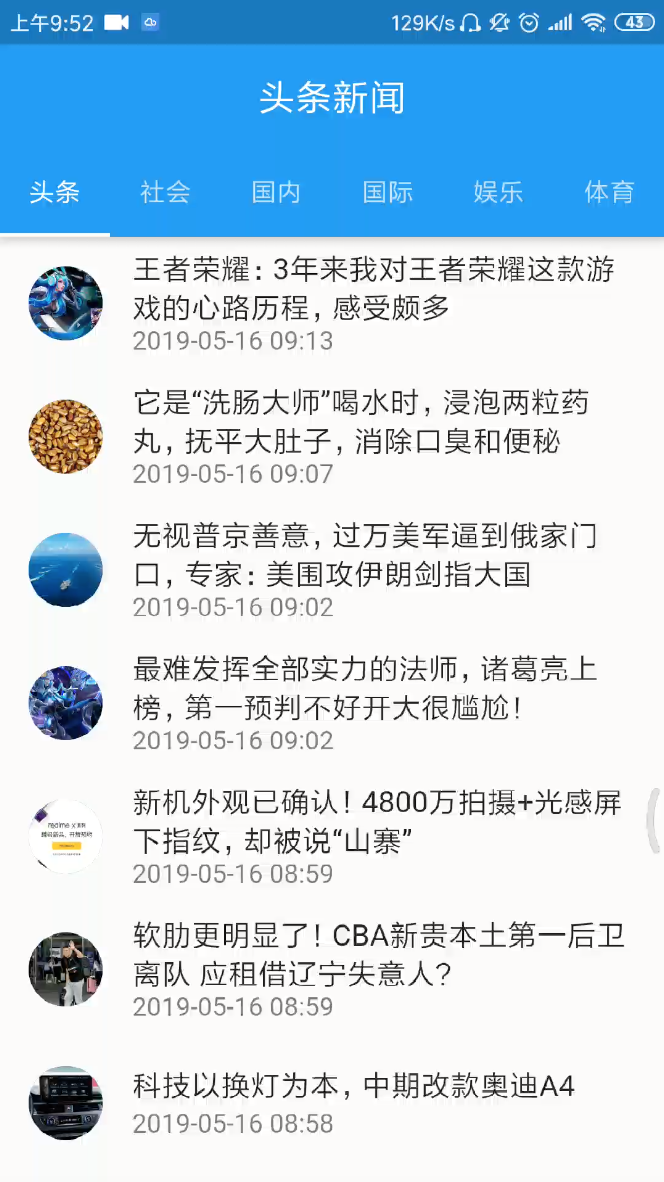 上午9:52
129K/s
43
头条新闻
头条 社会 国内 国际 娱乐 体育
王者荣耀：3年来我对王者荣耀这款游
戏的心路历程，感受颇多
2019-05-16 09:13
它是“洗肠大师”喝水时，浸泡两粒药
丸，抚平大肚子，消除口臭和便秘
2019-05-16 09:07
无视普京善意，过万美军逼到俄家门
口，专家：美围攻伊朗剑指大国
2019-05-16 09:02
最难发挥全部实力的法师，诸葛亮上
榜，第一预判不好开大很尴尬！
2019-05-16 09:02
新机外观已确认！4800万拍摄+光感屏
下指纹，却被说“山寨”
2019-05-16 08:59
软肋更明显了！CBA新贵本土第一后卫
离队 应租借辽宁失意人？
2019-05-16 08:59
科技以换灯为本，中期改款奥迪A4
2019-05-16 08:58